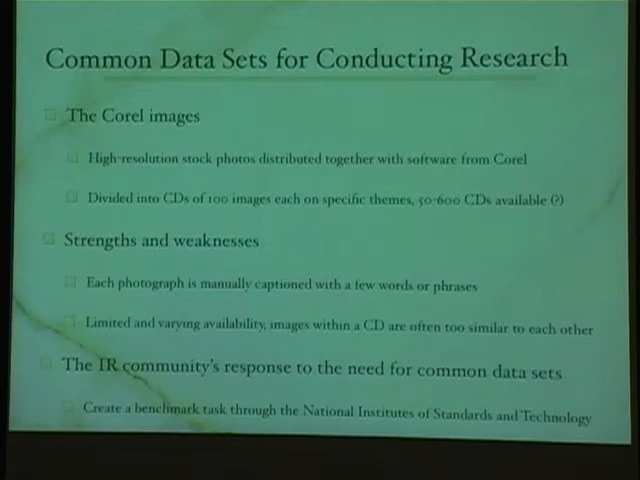 Common Data Sets for Conducting Research
The Corel images
High-resolution stock photos distributed together with software from Corel
Divided into CDs of 100 images each on specific themes, 50-600 CDs available (?)
Strengths and weaknesses
Each photograph is manually captioned with a few words or phrases
Limited and varying availability, images within a CD are often too similar to each other
The IR community's response to the need for common data sets
Create a benchmark task through the National Institutes of Standards and Technology